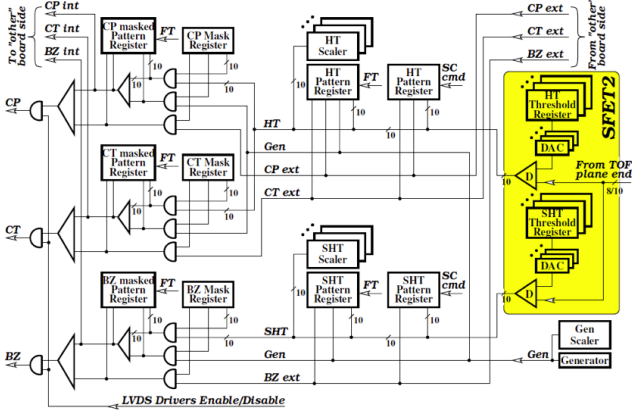 To "other" board side
CP int
CT int
BZ int
CP masked Pattern Register
FT
CP Mask Register
10
10
10
10
HT Scaler
10
HT Pattern Register
FT
HT Pattern Register
SC cmd
10
CP ext
CT ext
BZ ext
From "other" board side
SFET2
HT Threshold Register
DAC
D
10
From TOF plane end
8/10
SHT Threshold Register
DAC
D
10
CP
HT
Gen
CP ext
CT ext
CT masked Pattern Register
FT
CT Mask Register
10
10
10
10
CT
SHT Scaler
10
SHT Pattern Register
FT
SHT Pattern Register
SC cmd
10
BZ masked Pattern Register
FT
BZ Mask Register
10
10
10
10
SHT
Gen
BZ ext
BZ
Gen
Gen Scaler
Generator
LVDS Drivers Enable/Disable